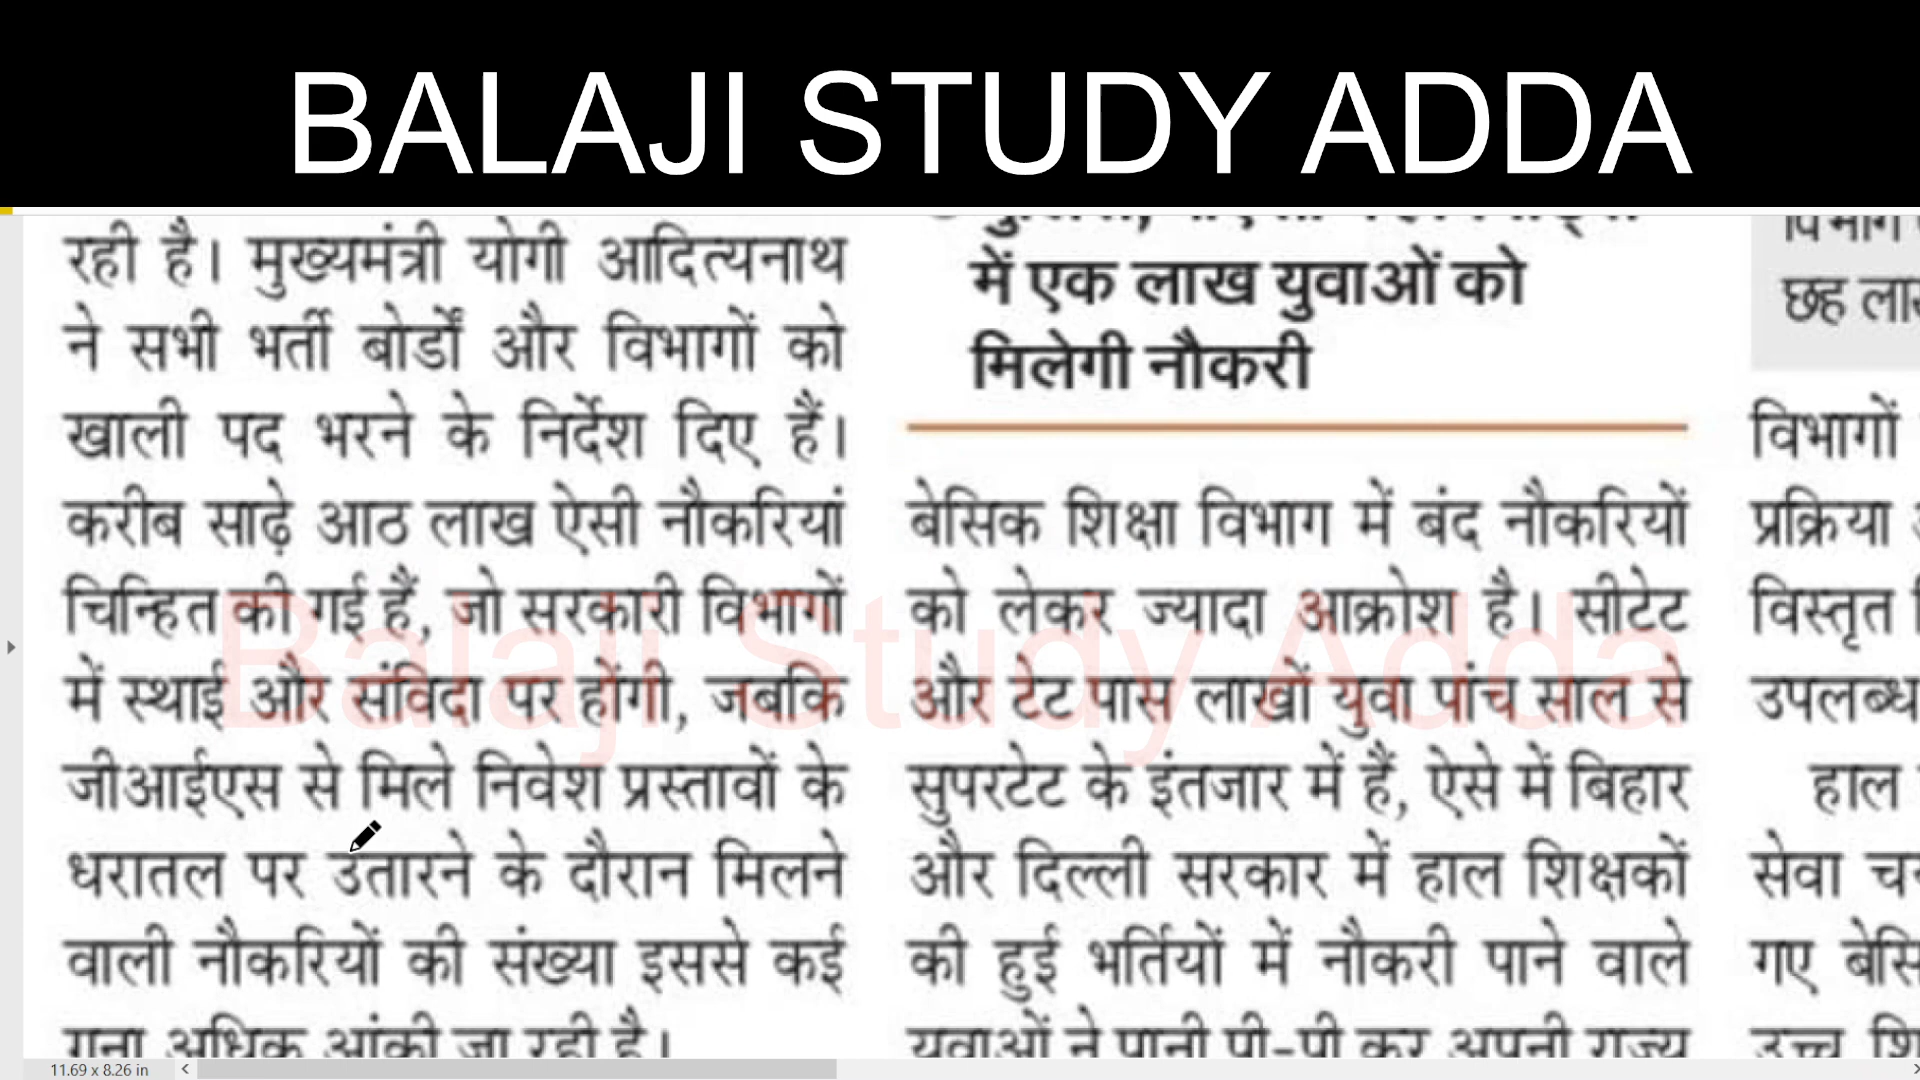 BALAJI STUDY ADDA
रही है। मुख्यमंत्री योगी आदित्यनाथ
ने सभी भर्ती बोर्डों और विभागों को
खाली पद भरने के निर्देश दिए हैं।
करीब साढ़े आठ लाख ऐसी नौकरियां
चिन्हित की गई हैं, जो सरकारी विभागों
में स्थाई और संविदा पर होंगी, जबकि
जीआईएस से मिले निवेश प्रस्तावों के
धरातल पर उतारने के दौरान मिलने
वाली नौकरियों की संख्या इससे कई
गुना अधिक आंकी जा रही है।
में एक लाख युवाओं को
मिलेगी नौकरी
बेसिक शिक्षा विभाग में बंद नौकरियों
को लेकर ज्यादा आक्रोश है। सीटेट
और टेट पास लाखों युवा पांच साल से
सुपरटेट के इंतजार में हैं, ऐसे में बिहार
और दिल्ली सरकार में हाल शिक्षकों
की हुई भर्तियों में नौकरी पाने वाले
युवाओं ने पानी पी-पी कर अपनी राज्य
विभाग
छह
विभागों
प्रक्रिया
विस्तृत
उपलब्ध
हाल
सेवा
गए
उच्च
Balaji Study Adda
11.69 x 8.26 in